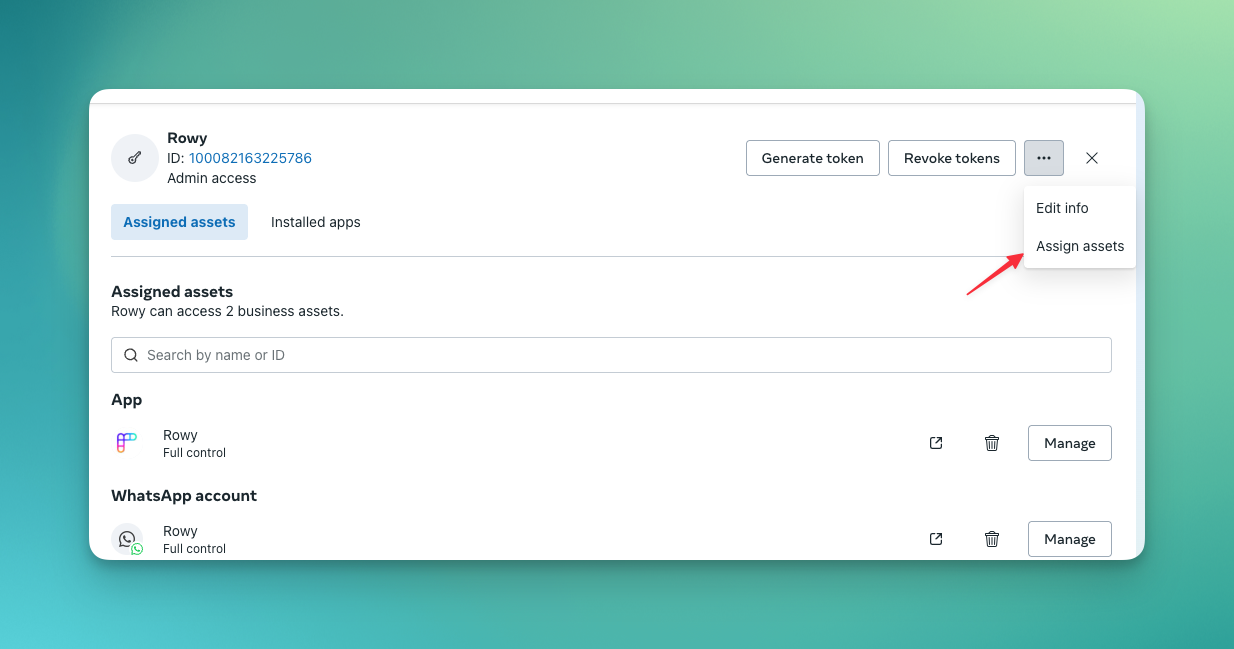 Rowy
ID: 100082163225786
Admin access
Generate token
Revoke tokens
Edit info
Assign assets
Assigned assets
Installed apps
Assigned assets
Rowy can access 2 business assets.
Search by name or ID
App
Rowy
Full control
Manage
WhatsApp account
Rowy
Full control
Manage